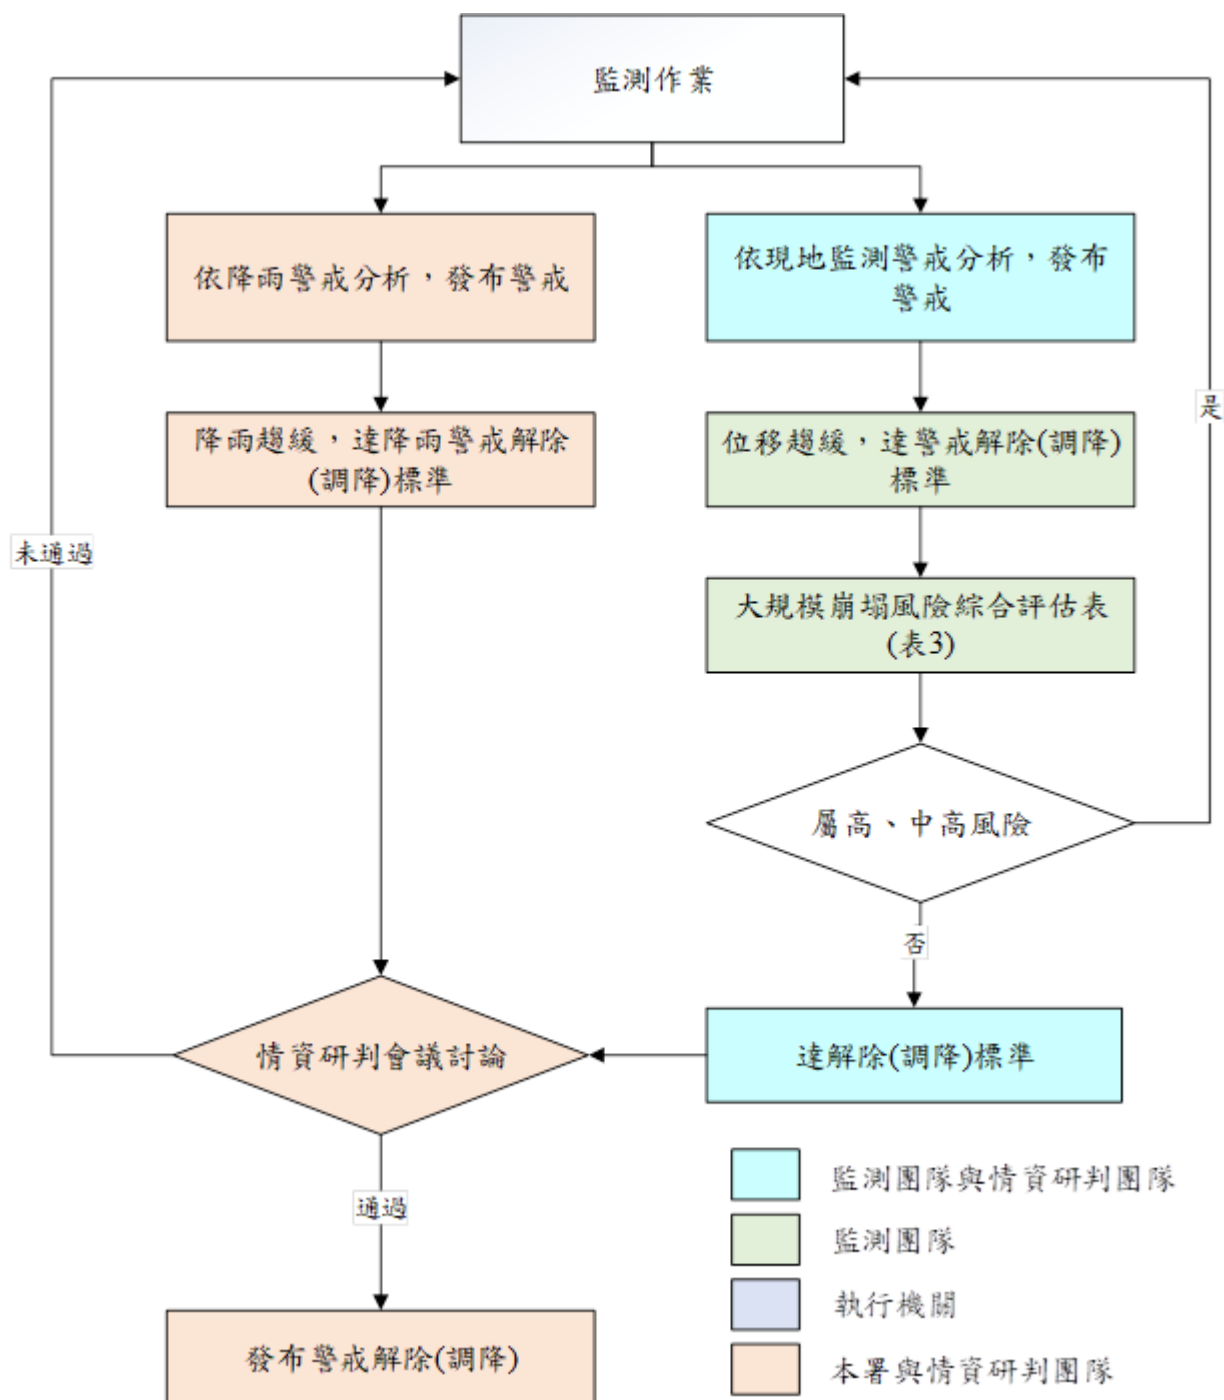 監測作業
依降雨警戒分析，發布警戒
依現地監測警戒分析，發布
警戒
降雨趨緩，達降雨警戒解除
(調降)標準
位移趨緩，達警戒解除(調降)
標準
是
未通過
大規模崩塌風險綜合評估表
(表3)
屬高、中高風險
否
情資研判會議討論
達解除(調降)標準
通過
發布警戒解除(調降)
監測團隊與情資研判團隊
監測團隊
執行機關
本署與情資研判團隊